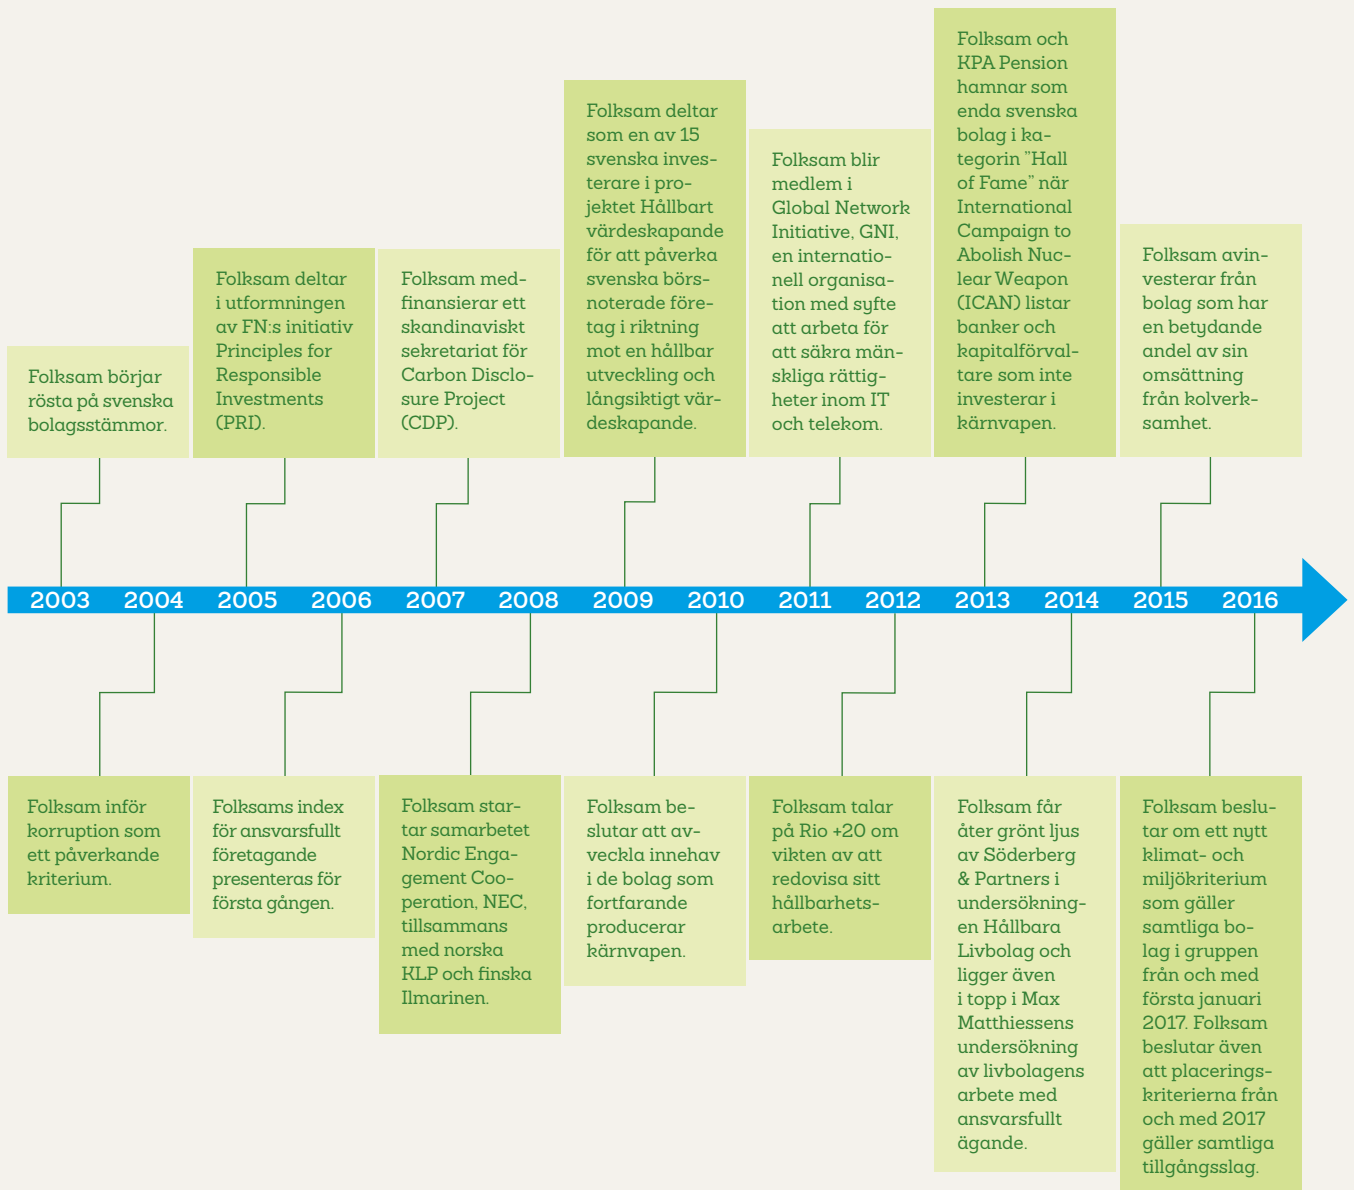 Folksam börjar
rösta på svenska
bolagsstämmor.
Folksam deltar
i utformningen
av FN:s initiativ
Principles for
Responsible
Investments
(PRI).
Folksam med-
finansierar ett
skandinaviskt
sekretariat för
Carbon Disclo-
sure Project
(CDP).
Folksam deltar
som en av 15
svenska inves-
terare i pro-
jektet Hållbart
värdeskapande
för att påverka
svenska börs-
noterade före-
tag i riktning
mot en hållbar
utveckling och
långsiktigt vär-
deskapande.
Folksam blir
medlem i
Global Network
Initiative, GNI,
en internatio-
nell organisa-
tion med syfte
att arbeta för
att säkra män-
skliga rättig-
heter inom IT
och telekom.
Folksam och
KPA Pension
hamnar som
enda svenska
bolag i ka-
tegorin ”Hall
of Fame” när
International
Campaign to
Abolish Nuc-
lear Weapon
(ICAN) listar
banker och
kapitalförval-
tare som inte
investerar i
kärnvapen.
Folksam avin-
vesterar från
bolag som har
en betydande
andel av sin
omsättning
från kolverk-
samhet.
2003 2004 2005 2006 2007 2008 2009 2010 2011 2012 2013 2014 2015 2016
Folksam inför
korruption som
ett påverkande
kriterium.
Folksams index
för ansvarsfullt
företagande
presenteras för
första gången.
Folksam star-
tar samarbetet
Nordic Enga-
gement Coo-
peration, NEC,
tillsammans
med norska
KLP och finska
Ilmarinen.
Folksam be-
slutar att av-
veckla innehav
i de bolag som
fortfarande
producerar
kärnvapen.
Folksam talar
på Rio +20 om
vikten av att
redovisa sitt
hållbarhets-
arbete.
Folksam får
åter grönt ljus
av Söderberg
& Partners i
undersökning-
en Hållbara
Livbolag och
ligger även
i topp i Max
Matthiessens
undersökning
av livbolagens
arbete med
ansvarsfullt
ägande.
Folksam beslu-
tar om ett nytt
klimat- och
miljökriterium
som gäller
samtliga bo-
lag i gruppen
från och med
första januari
2017. Folksam
beslutar även
att placerings-
kriterierna från
och med 2017
gäller samtliga
tillgångsslag.